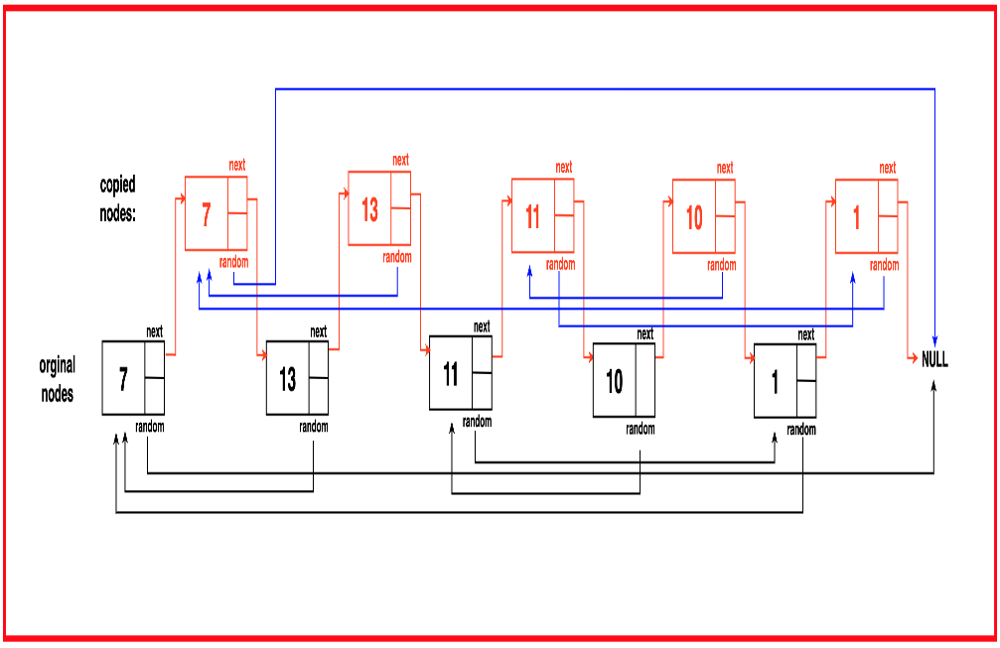 copied
nodes:
next
next
next
next
next
7
13
11
10
1
random
random
random
random
random
orginal
nodes
next
next
next
next
next
7
13
11
10
1
NULL
random
random
random
random
random